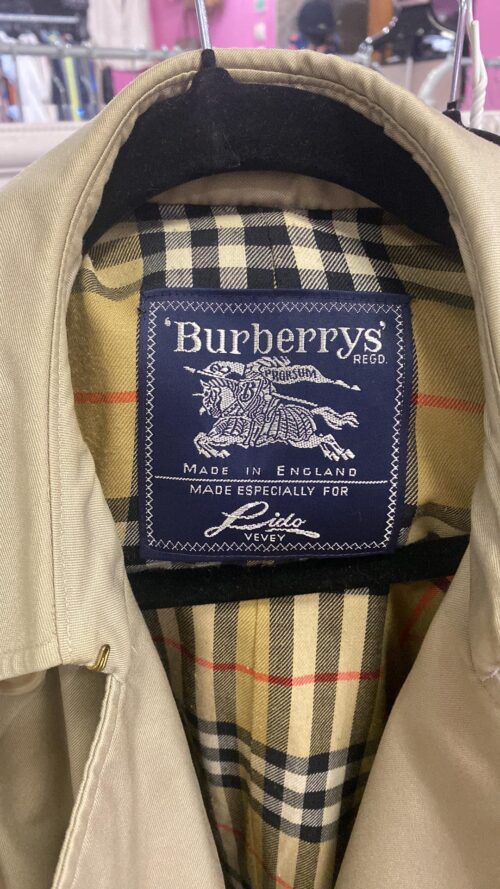 'Burberrys'
REGD.
PRORSUM
MADE IN ENGLAND
MADE ESPECIALLY FOR
Lido
VEVEY